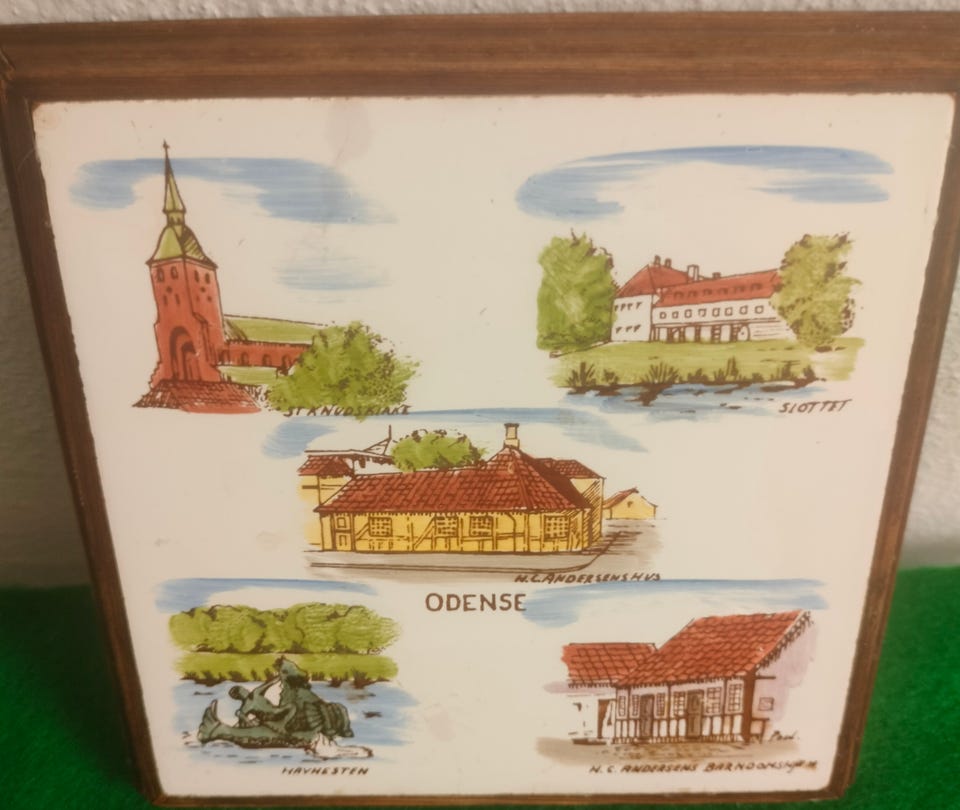 ST KNUDS KIRKE
SLOTTET
H.C. ANDERSENS HUS
ODENSE
HAVHESTEN
H.C. ANDERSENS BARNDOMSHJEM